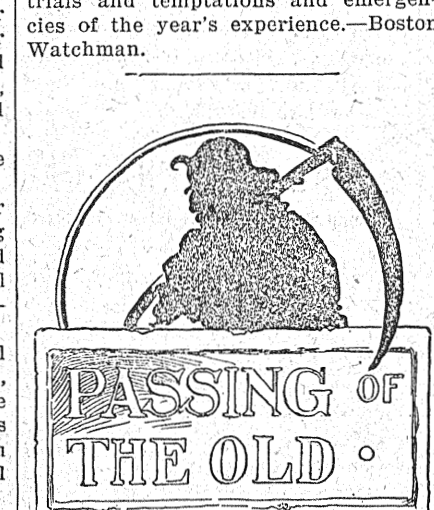 trials and temptations and emergen-
cies of the year's experience.—Boston
Watchman.
PASSING OF
THE OLD